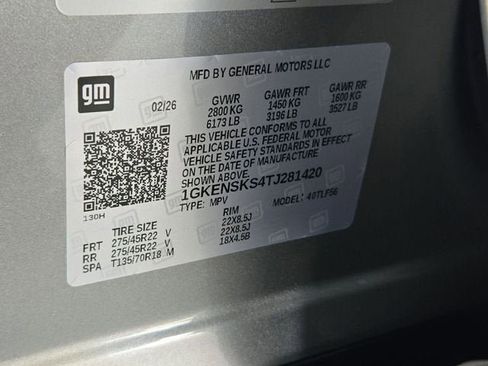 gm
MFD BY GENERAL MOTORS LLC
02/26
GVWR GAWR FRT GAWR RR
2800 KG 1450 KG 1600 KG
6173 LB 3196 LB 3527 LB
THIS VEHICLE CONFORMS TO ALL
APPLICABLE U.S. FEDERAL MOTOR
VEHICLE SAFETY STANDARDS IN EFFECT
ON THE DATE OF MANUFACTURE
SHOWN ABOVE.
1GKENSKS4TJ281420
TYPE: MPV MODEL: 40TLF56
130H
TIRE SIZE RIM
FRT 275/45R22 V 22X8.5J
RR 275/45R22 V 22X8.5J
SPA T135/70R18 M 18X4.5B